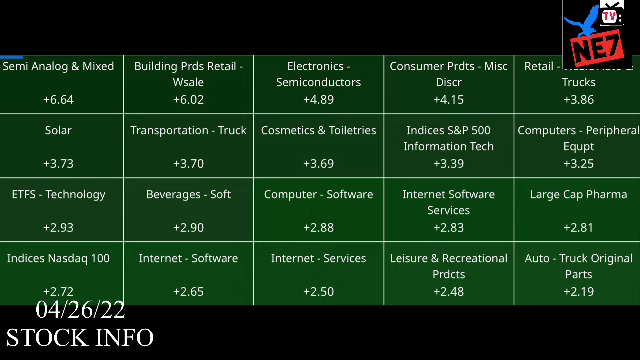 TV
NE7
Semi Analog & Mixed
+6.64
Building Prds Retail -
Wsale
+6.02
Electronics -
Semiconductors
+4.89
Consumer Prdts - Misc
Discr
+4.15
Retail -
Trucks
+3.86
Solar
+3.73
Transportation - Truck
+3.70
Cosmetics & Toiletries
+3.69
Indices S&P 500
Information Tech
+3.39
Computers - Peripheral
Equpt
+3.25
ETFS - Technology
+2.93
Beverages - Soft
+2.90
Computer - Software
+2.88
Internet Software
Services
+2.83
Large Cap Pharma
+2.81
Indices Nasdaq 100
+2.72
Internet - Software
+2.65
Internet - Services
+2.50
Leisure & Recreational
Prdcts
+2.48
Auto - Truck Original
Parts
+2.19
04/26/22
STOCK INFO